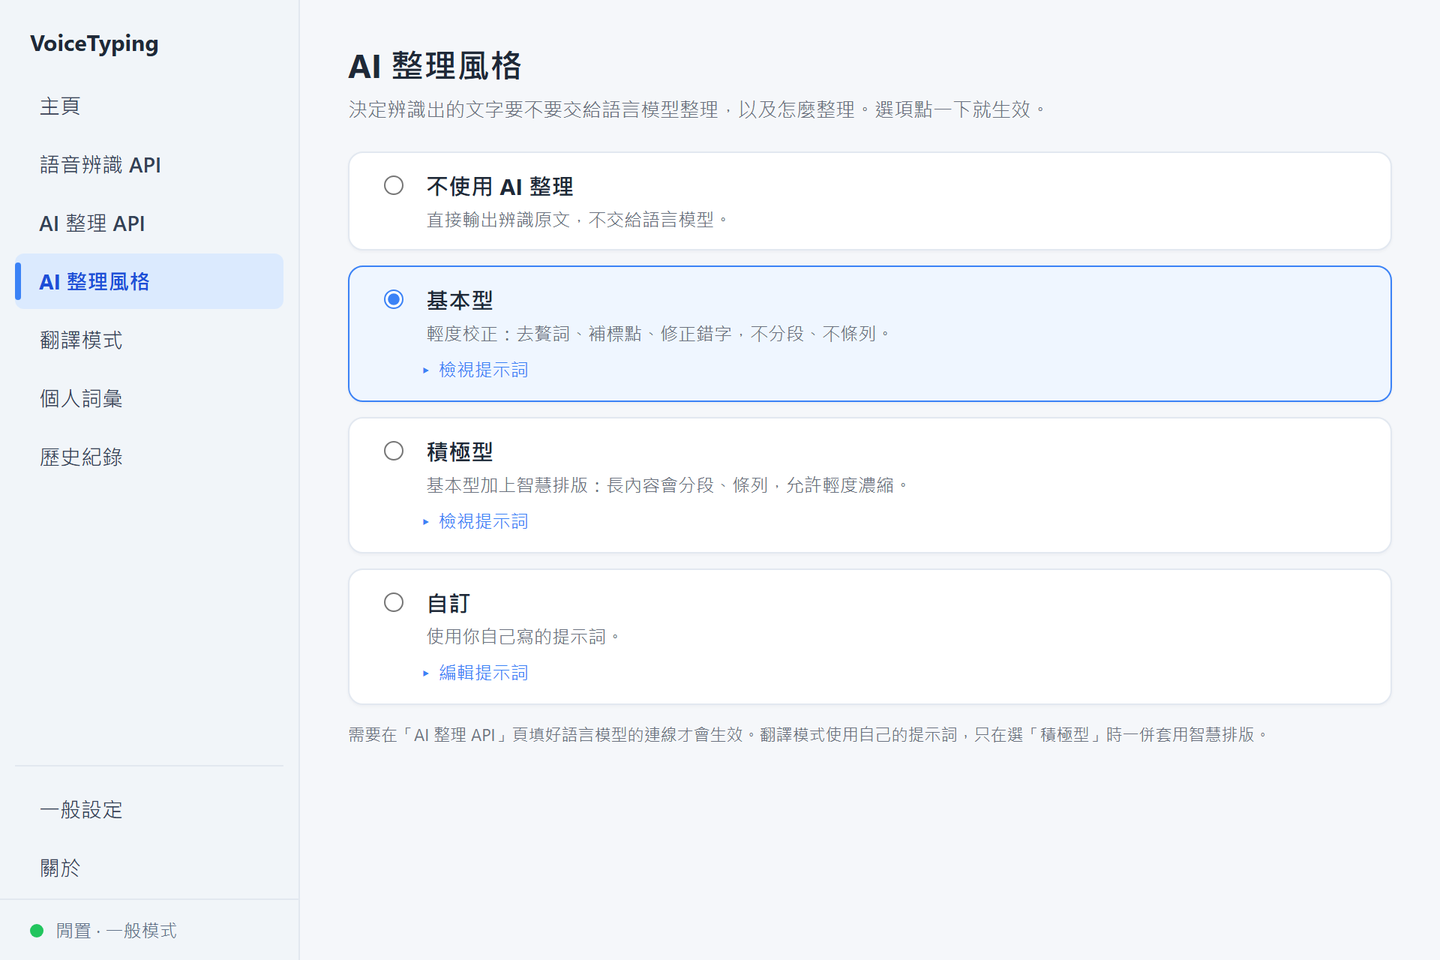 VoiceTyping
主頁
語音辨識 API
AI 整理 API
AI 整理風格
翻譯模式
個人詞彙
歷史紀錄
一般設定
關於
閒置 · 一般模式
AI 整理風格
決定辨識出的文字要不要交給語言模型整理，以及怎麼整理。選項點一下就生效。
不使用 AI 整理
直接輸出辨識原文，不交給語言模型。
基本型
輕度校正：去贅詞、補標點、修正錯字，不分段、不條列。
▸ 檢視提示詞
積極型
基本型加上智慧排版：長內容會分段、條列，允許輕度濃縮。
▸ 檢視提示詞
自訂
使用你自己寫的提示詞。
▸ 編輯提示詞
需要在「AI 整理 API」頁填好語言模型的連線才會生效。翻譯模式使用自己的提示詞，只在選「積極型」時一併套用智慧排版。